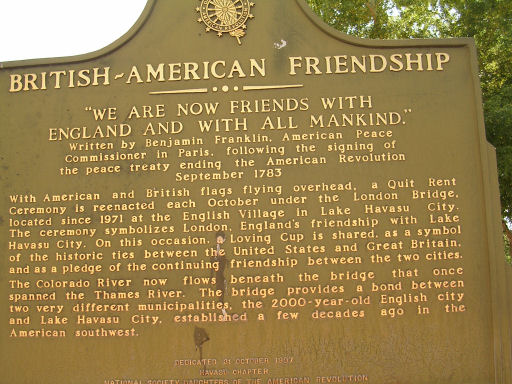 BRITISH~AMERICAN FRIENDSHIP
"WE ARE NOW FRIENDS WITH
ENGLAND AND WITH ALL MANKIND."
Written by Benjamin Franklin, American Peace
Commissioner in Paris, following the signing of
the peace treaty ending the American Revolution
September 1783
With American and British flags flying overhead, a Quit Rent
Ceremony is reenacted each October under the London Bridge,
located since 1971 at the English Village in Lake Havasu City.
The ceremony symbolizes London, England's friendship with Lake
Havasu City. On this occasion, a Loving Cup is shared, as a symbol
of the historic ties between the United States and Great Britain,
and as a pledge of the continuing friendship between the two cities.
The Colorado River now flows beneath the bridge that once
spanned the Thames River. The bridge provides a bond between
two very different municipalities, the 2000-year-old English city
and Lake Havasu City, established a few decades ago in the
American southwest.
DEDICATED 31 OCTOBER 1997
HAVASU CHAPTER
NATIONAL SOCIETY DAUGHTERS OF THE AMERICAN REVOLUTION